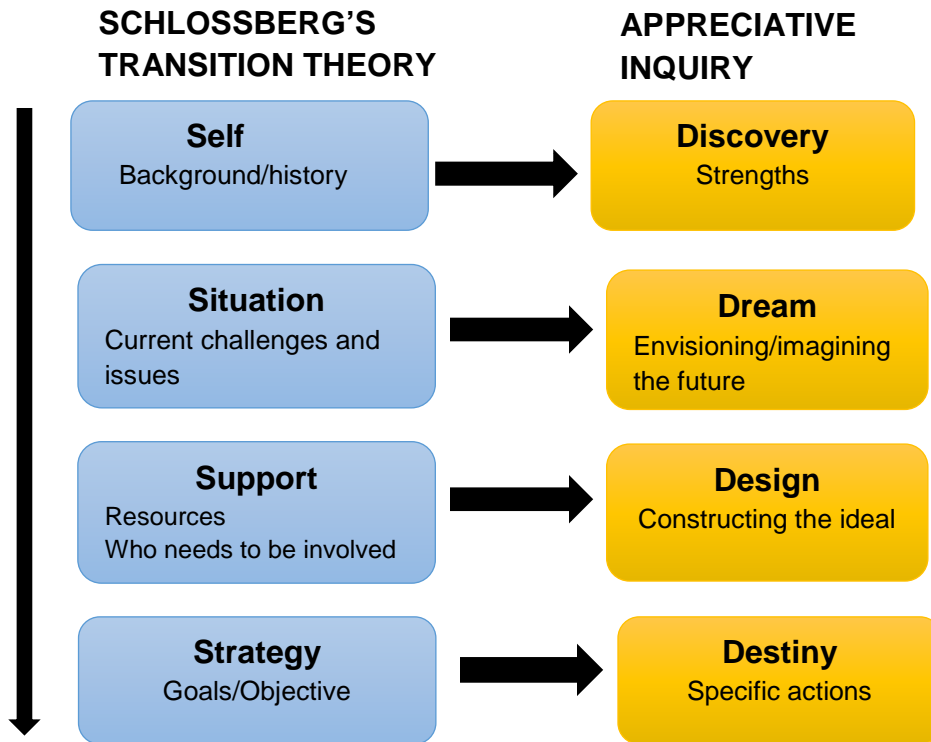 SCHLOSSBERG'S
TRANSITION THEORY
APPRECIATIVE
INQUIRY
Self
Background/history
Discovery
Strengths
Situation
Current challenges and
issues
Dream
Envisioning/imagining
the future
Support
Resources
Who needs to be involved
Design
Constructing the ideal
Strategy
Goals/Objective
Destiny
Specific actions